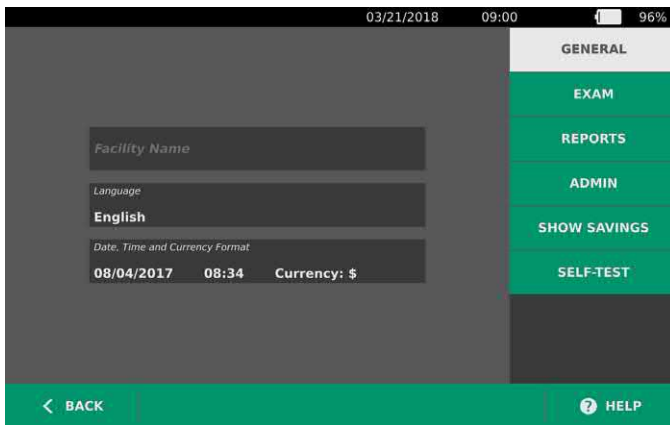 03/21/2018 09:00 96%
GENERAL
EXAM
REPORTS
ADMIN
SHOW SAVINGS
SELF-TEST
Facility Name
Language
English
Date, Time and Currency Format
08/04/2017 08:34 Currency: $
BACK
? HELP